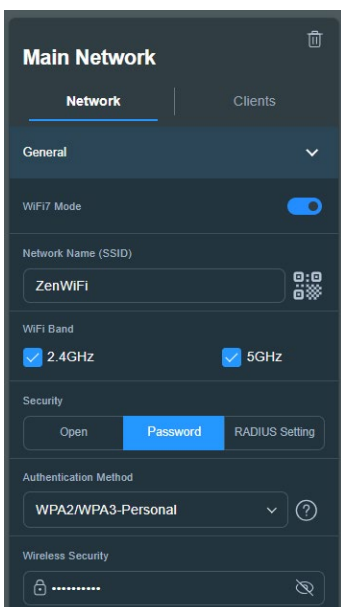 Main Network
Network Clients
General
WiFi7 Mode
Network Name (SSID)
ZenWiFi
WiFi Band
2.4GHz 5GHz
Security
Open Password RADIUS Setting
Authentication Method
WPA2/WPA3-Personal ?
Wireless Security
••••••••••